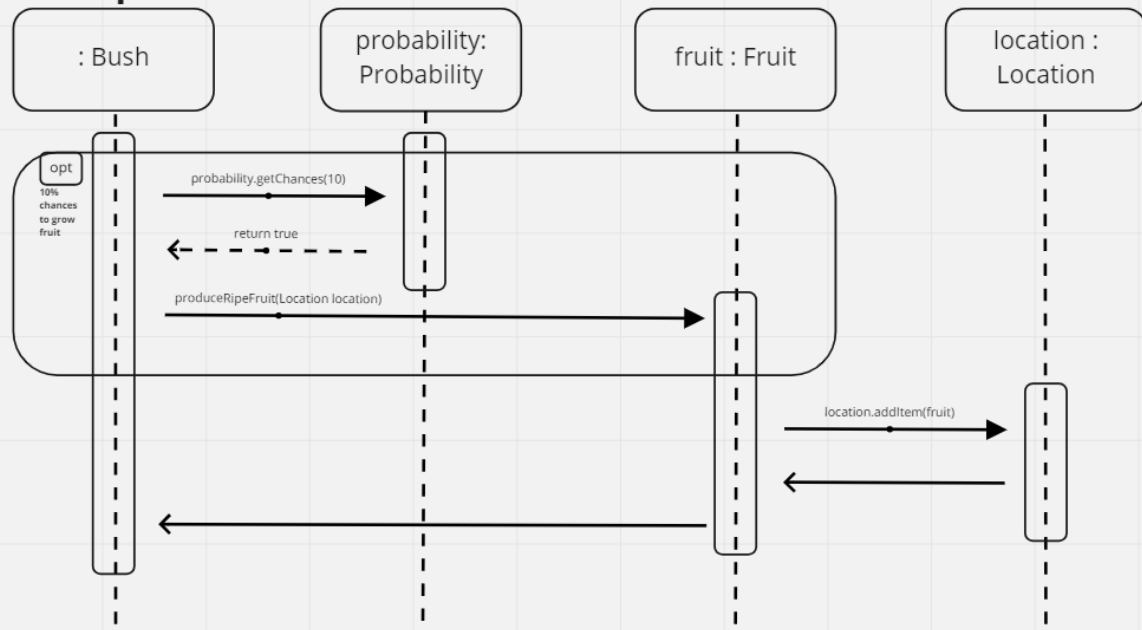 : Bush
probability:
Probability
fruit : Fruit
location :
Location
opt
10%
chances
to grow
fruit
probability.getChances(10)
return true
produceRipeFruit(Location location)
location.addItem(fruit)